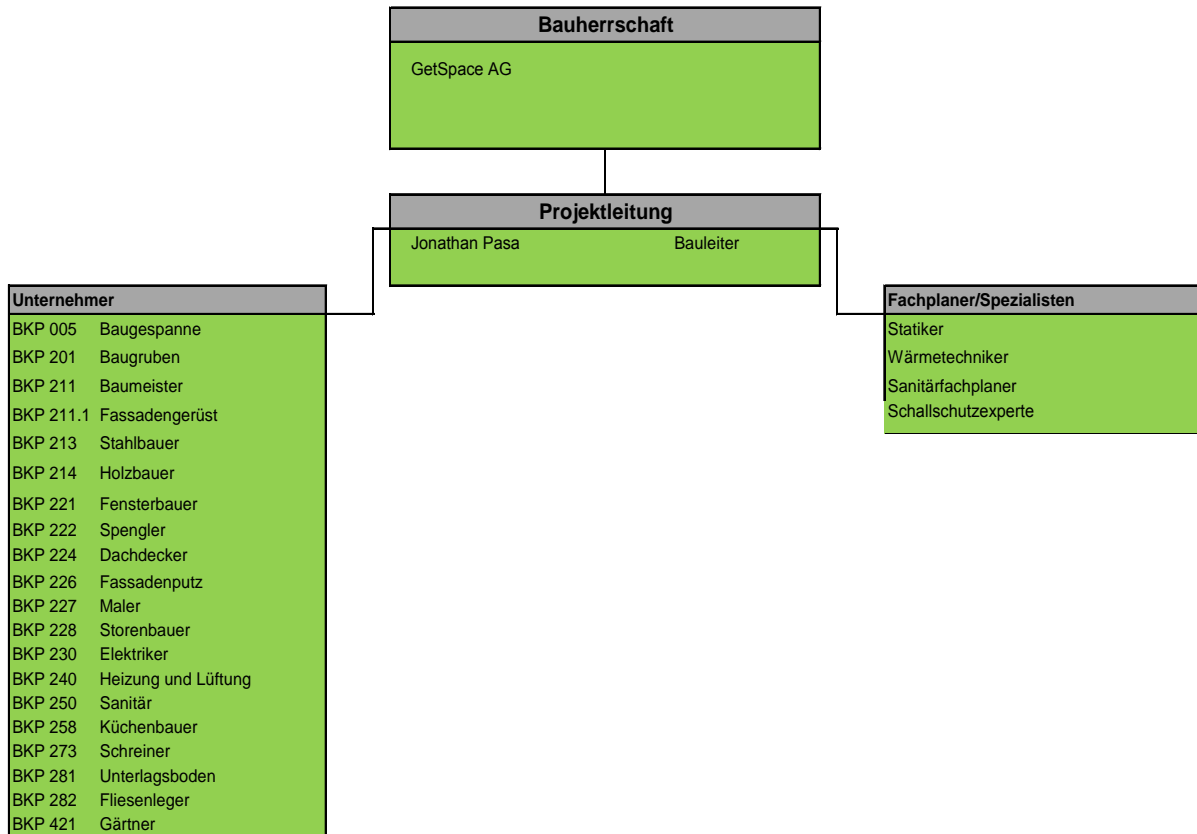 Bauherrschaft
GetSpace AG
Projektleitung
Jonathan Pasa Bauleiter
Unternehmer
BKP 005 Baugespanne
BKP 201 Baugruben
BKP 211 Baumeister
BKP 211.1 Fassadengerüst
BKP 213 Stahlbauer
BKP 214 Holzbauer
BKP 221 Fensterbauer
BKP 222 Spengler
BKP 224 Dachdecker
BKP 226 Fassadenputz
BKP 227 Maler
BKP 228 Storenbauer
BKP 230 Elektriker
BKP 240 Heizung und Lüftung
BKP 250 Sanitär
BKP 258 Küchenbauer
BKP 273 Schreiner
BKP 281 Unterlagsboden
BKP 282 Fliesenleger
BKP 421 Gärtner
Fachplaner/Spezialisten
Statiker
Wärmetechniker
Sanitärfachplaner
Schallschutzexperte